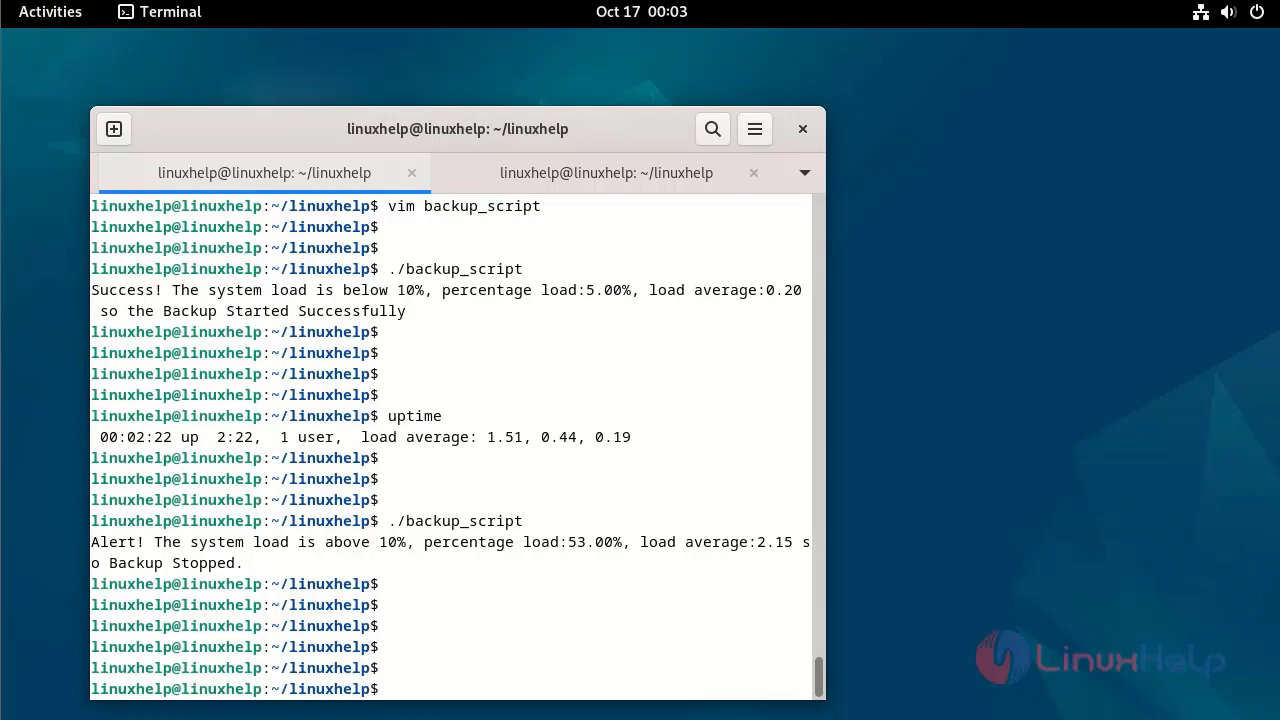 Activities Terminal Oct 17 00:03
linuxhelp@linuxhelp: ~/linuxhelp
linuxhelp@linuxhelp: ~/linuxhelp linuxhelp@linuxhelp: ~/linuxhelp
linuxhelp@linuxhelp:~/linuxhelp$ vim backup_script
linuxhelp@linuxhelp:~/linuxhelp$
linuxhelp@linuxhelp:~/linuxhelp$
linuxhelp@linuxhelp:~/linuxhelp$ ./backup_script
Success! The system load is below 10%, percentage load:5.00%, load average:0.20
 so the Backup Started Successfully
linuxhelp@linuxhelp:~/linuxhelp$
linuxhelp@linuxhelp:~/linuxhelp$
linuxhelp@linuxhelp:~/linuxhelp$
linuxhelp@linuxhelp:~/linuxhelp$
linuxhelp@linuxhelp:~/linuxhelp$ uptime
 00:02:22 up  2:22,  1 user,  load average: 1.51, 0.44, 0.19
linuxhelp@linuxhelp:~/linuxhelp$
linuxhelp@linuxhelp:~/linuxhelp$
linuxhelp@linuxhelp:~/linuxhelp$
linuxhelp@linuxhelp:~/linuxhelp$ ./backup_script
Alert! The system load is above 10%, percentage load:53.00%, load average:2.15 s
o Backup Stopped.
linuxhelp@linuxhelp:~/linuxhelp$
linuxhelp@linuxhelp:~/linuxhelp$
linuxhelp@linuxhelp:~/linuxhelp$
linuxhelp@linuxhelp:~/linuxhelp$
linuxhelp@linuxhelp:~/linuxhelp$
linuxhelp@linuxhelp:~/linuxhelp$
LinuxHelp